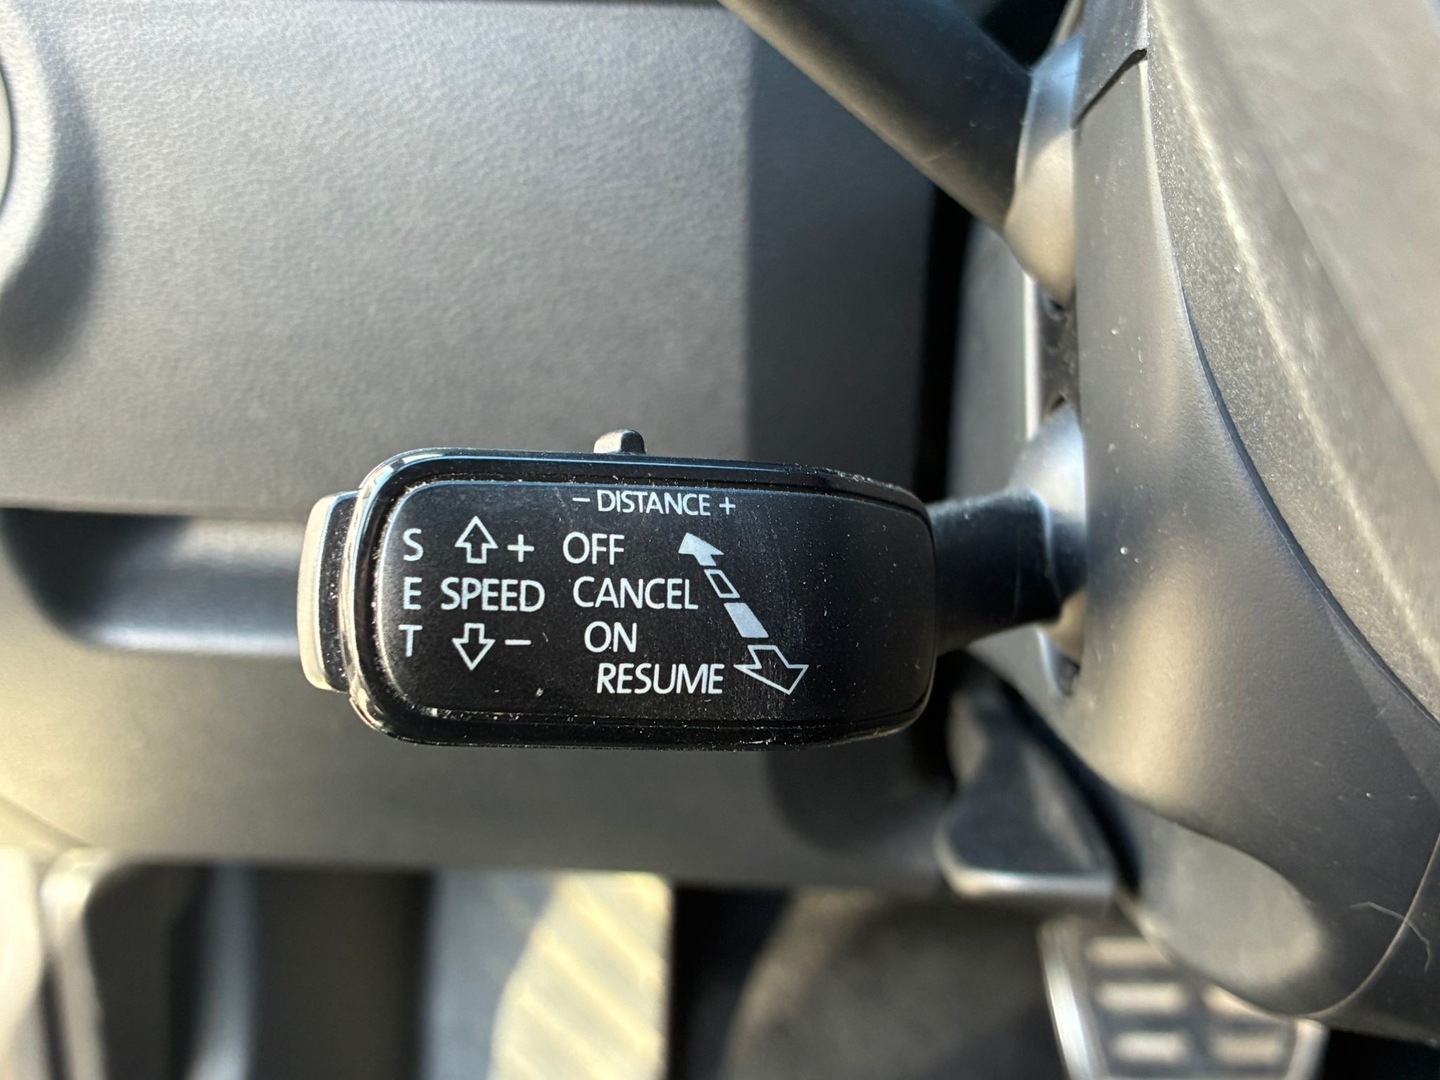 − DISTANCE +
S + OFF
E SPEED CANCEL
T − ON
RESUME